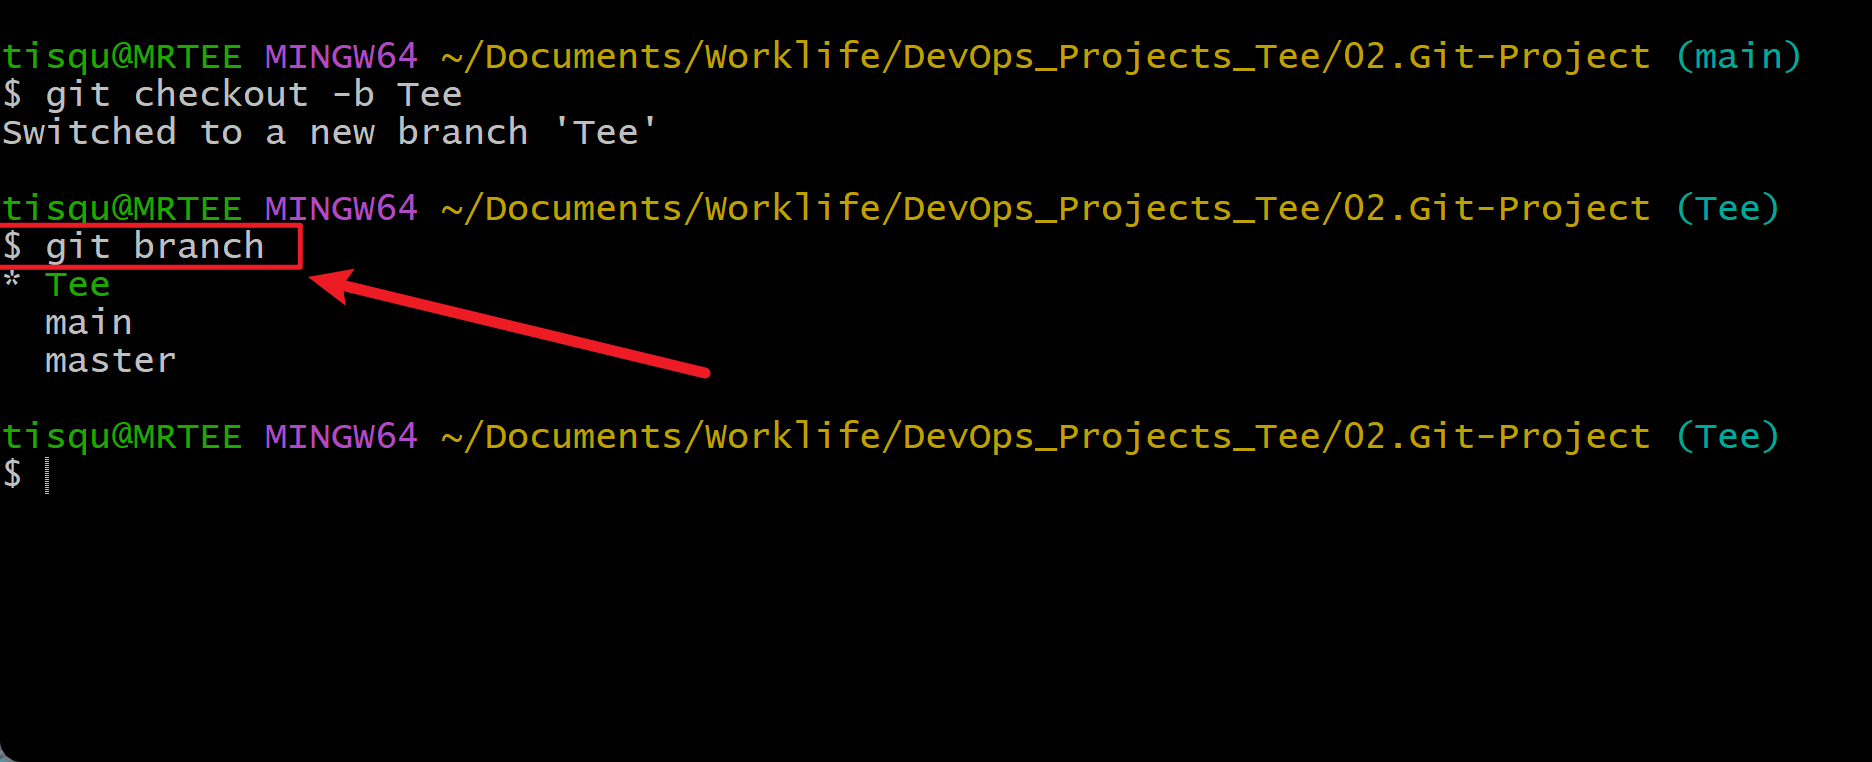 tisqu@MRTEE MINGW64 ~/Documents/Worklife/DevOps_Projects_Tee/02.Git-Project (main)
$ git checkout -b Tee
Switched to a new branch 'Tee'
tisqu@MRTEE MINGW64 ~/Documents/Worklife/DevOps_Projects_Tee/02.Git-Project (Tee)
$ git branch
* Tee
  main
  master
tisqu@MRTEE MINGW64 ~/Documents/Worklife/DevOps_Projects_Tee/02.Git-Project (Tee)
$